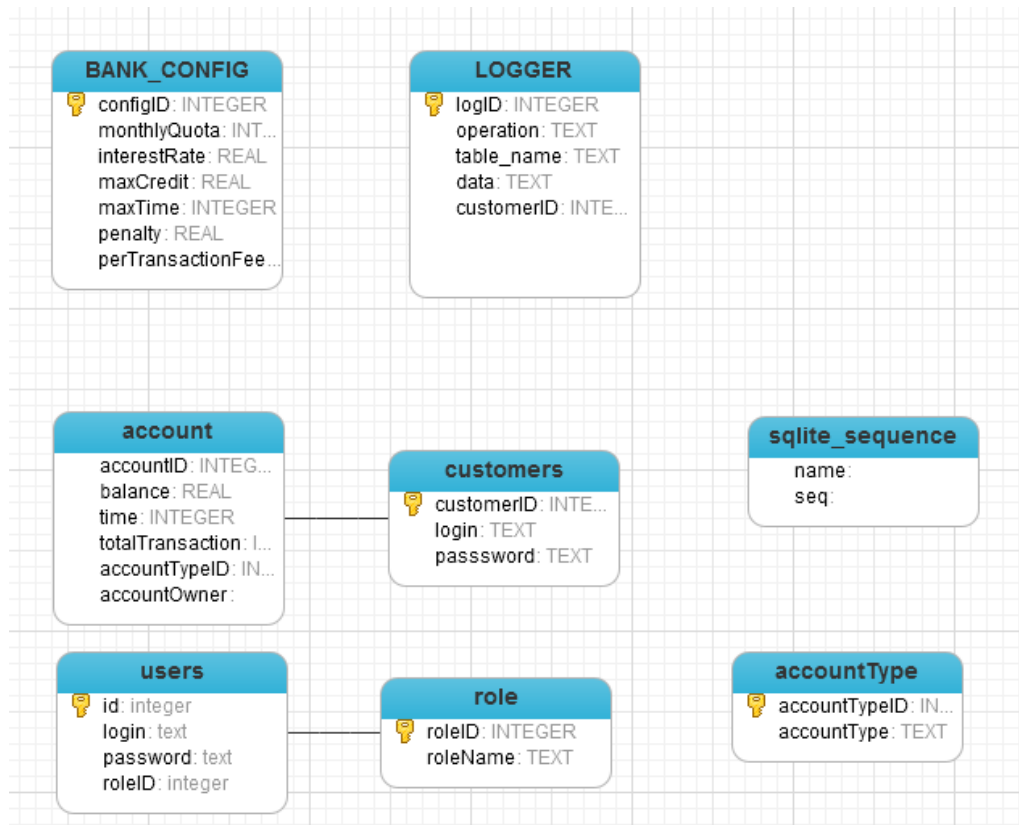 BANK_CONFIG
configID: INTEGER
monthlyQuota: INT...
interestRate: REAL
maxCredit: REAL
maxTime: INTEGER
penalty: REAL
perTransactionFee...
LOGGER
logID: INTEGER
operation: TEXT
table_name: TEXT
data: TEXT
customerID: INTE...
account
accountID: INTEG...
balance: REAL
time: INTEGER
totalTransaction: I...
accountTypeID: IN...
accountOwner:
customers
customerID: INTE...
login: TEXT
passsword: TEXT
sqlite_sequence
name:
seq:
users
id: integer
login: text
password: text
roleID: integer
role
roleID: INTEGER
roleName: TEXT
accountType
accountTypeID: IN...
accountType: TEXT